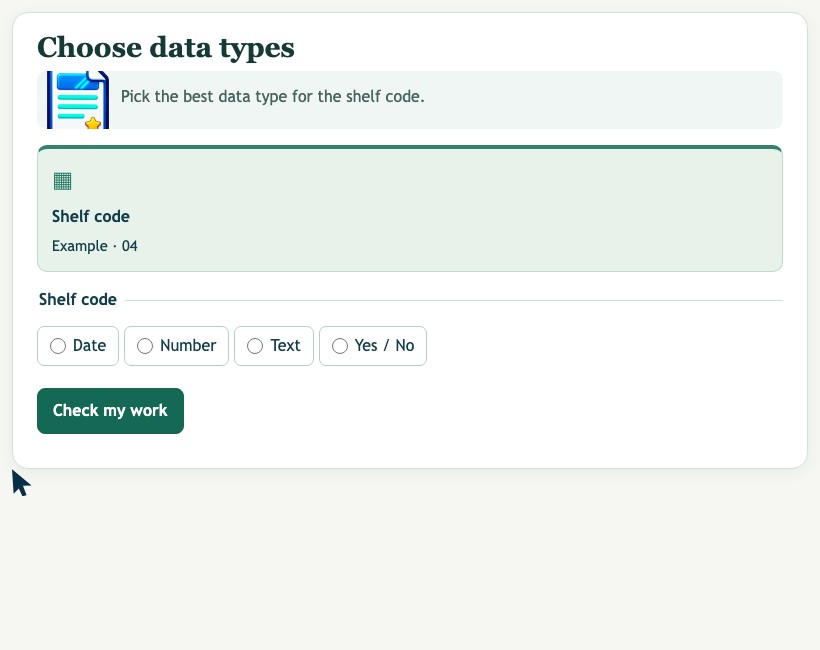 Choose data types
Pick the best data type for the shelf code.
Shelf code
Example · 04
Shelf code
Date
Number
Text
Yes / No
Check my work